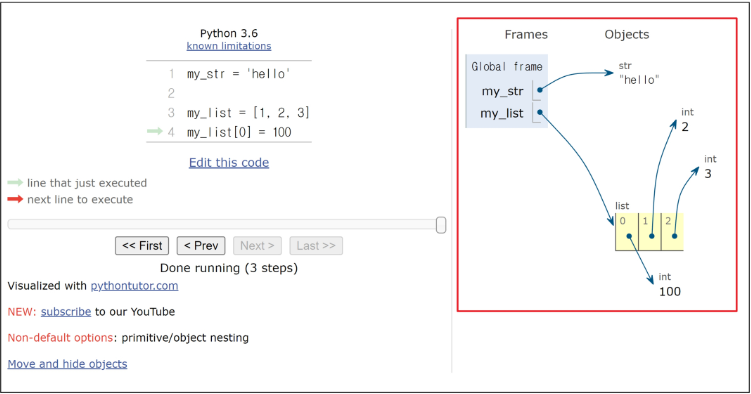 Python 3.6
known limitations
1 my_str = 'hello'
2
3 my_list = [1, 2, 3]
4 my_list[0] = 100
Edit this code
line that just executed
next line to execute
<< First
< Prev
Next >
Last >>
Done running (3 steps)
Visualized with pythontutor.com
NEW: subscribe to our YouTube
Non-default options: primitive/object nesting
Move and hide objects
Frames
Objects
Global frame
my_str
my_list
str
"hello"
int
2
int
3
list
0 1 2
int
100